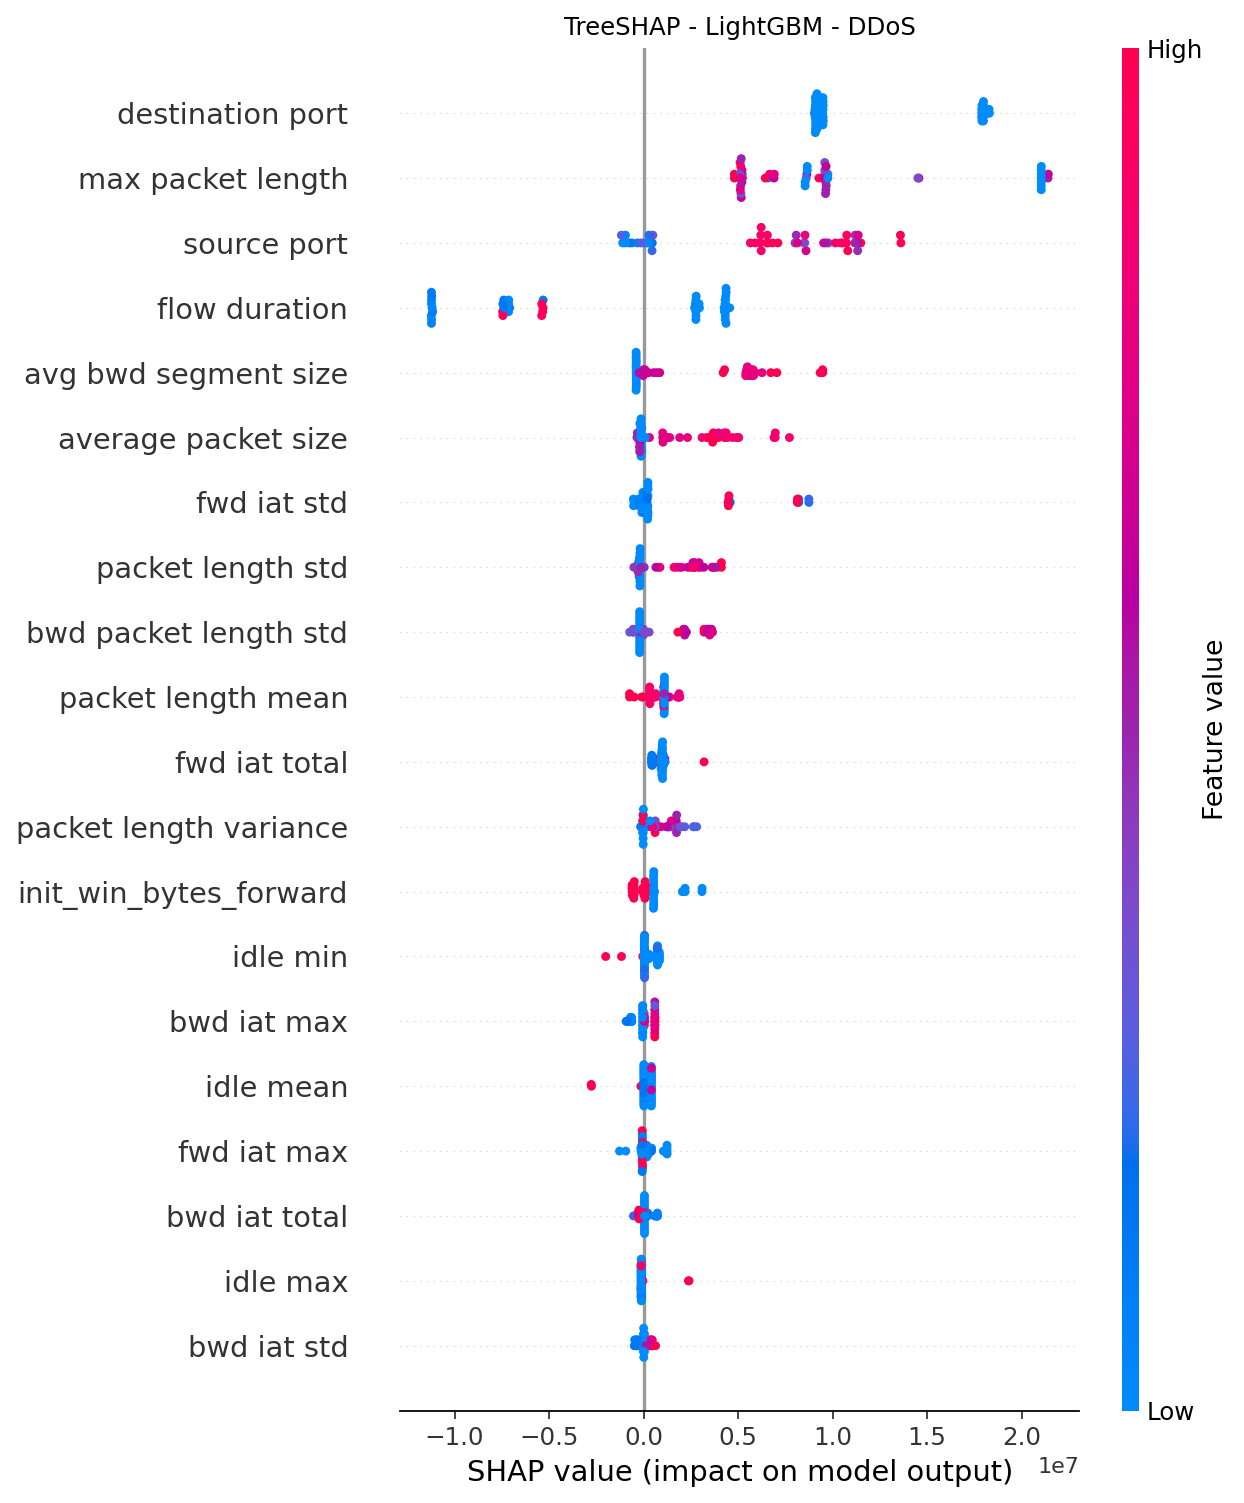 TreeSHAP - LightGBM - DDoS
High
destination port
max packet length
source port
flow duration
avg bwd segment size
average packet size
fwd iat std
packet length std
bwd packet length std
packet length mean
fwd iat total
packet length variance
init_win_bytes_forward
idle min
bwd iat max
idle mean
fwd iat max
bwd iat total
idle max
bwd iat std
Feature value
Low
−1.0 −0.5 0.0 0.5 1.0 1.5 2.0
1e7
SHAP value (impact on model output)